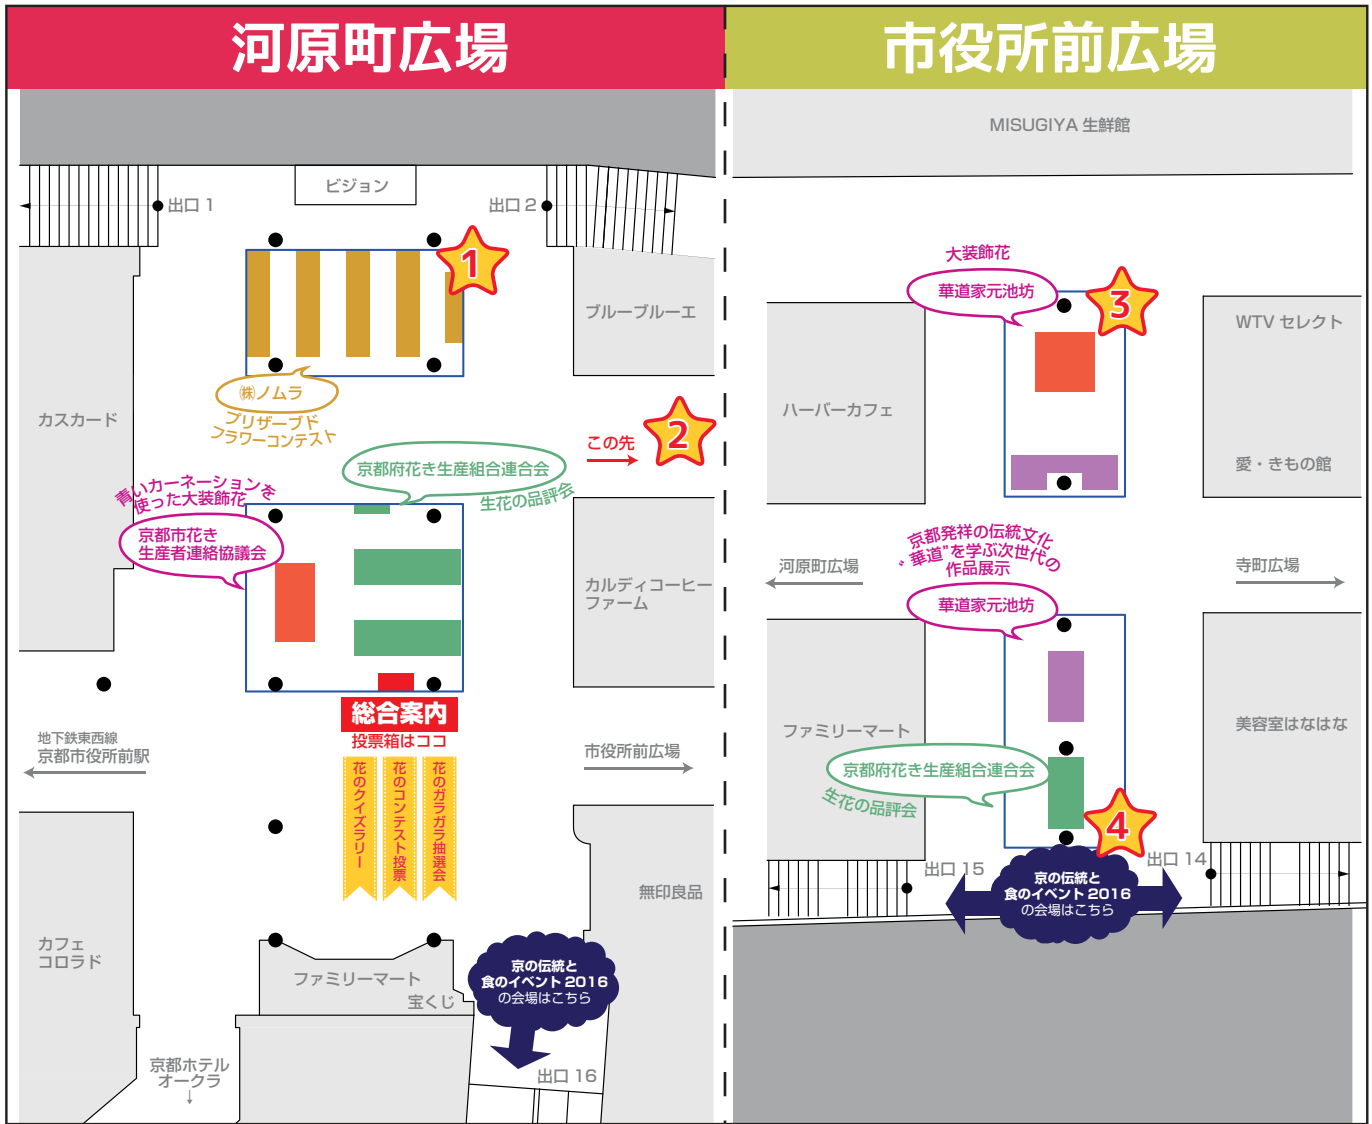 河原町広場
市役所前広場
MISUGIYA 生鮮館
ビジョン
出口 1
出口 2
1
ブルーブルーエ
カスカード
㈱ノムラ
プリザーブド
フラワーコンテスト
この先
2
京都府花き生産組合連合会
生花の品評会
青いカーネーションを
使った大装飾花
京都市花き
生産者連絡協議会
カルディコーヒー
ファーム
総合案内
投票箱はココ
花のクイズラリー
花のコンテスト投票
花のガラガラ抽選会
地下鉄東西線
京都市役所前駅
市役所前広場
無印良品
カフェ
コロラド
ファミリーマート
宝くじ
京の伝統と
食のイベント 2016
の会場はこちら
京都ホテル
オークラ
↓
出口 16
大装飾花
華道家元池坊
3
WTV セレクト
ハーバーカフェ
愛・きもの館
河原町広場
京都発祥の伝統文化
“華道”を学ぶ次世代の
作品展示
寺町広場
華道家元池坊
ファミリーマート
美容室はなはな
京都府花き生産組合連合会
生花の品評会
4
出口 15
出口 14
京の伝統と
食のイベント 2016
の会場はこちら